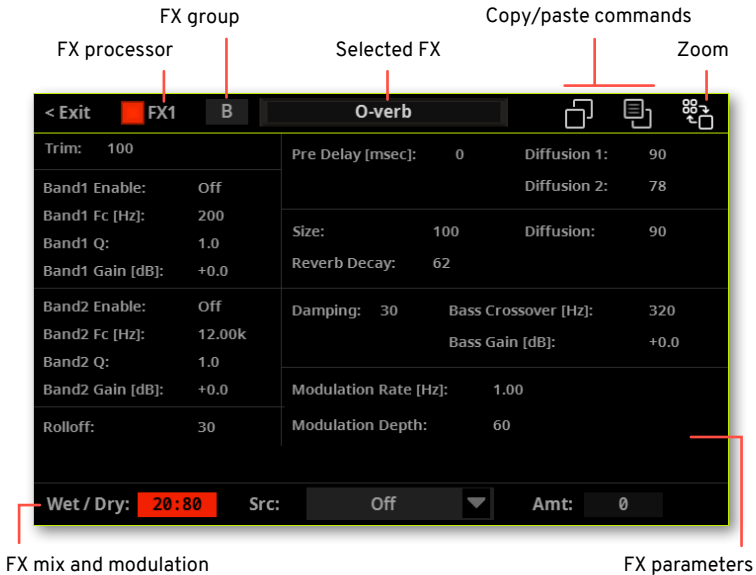 FX group
Copy/paste commands
FX processor
Selected FX
Zoom
< Exit FX1 B O-verb
Trim: 100
Pre Delay [msec]: 0 Diffusion 1: 90
Diffusion 2: 78
Band1 Enable: Off
Band1 Fc [Hz]: 200
Band1 Q: 1.0
Band1 Gain [dB]: +0.0
Size: 100 Diffusion: 90
Reverb Decay: 62
Band2 Enable: Off
Band2 Fc [Hz]: 12.00k
Band2 Q: 1.0
Band2 Gain [dB]: +0.0
Damping: 30 Bass Crossover [Hz]: 320
Bass Gain [dB]: +0.0
Modulation Rate [Hz]: 1.00
Modulation Depth: 60
Rolloff: 30
Wet / Dry: 20:80 Src: Off Amt: 0
FX mix and modulation
FX parameters